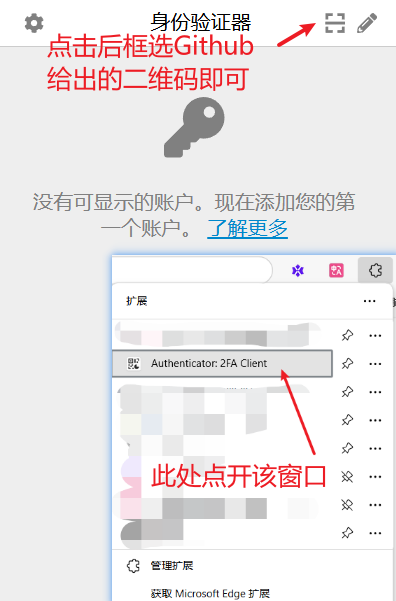 身份验证器
点击后框选Github
给出的二维码即可
没有可显示的账户。现在添加您的第
一个账户。 了解更多
扩展
Authenticator: 2FA Client
此处点开该窗口
管理扩展
获取 Microsoft Edge 扩展